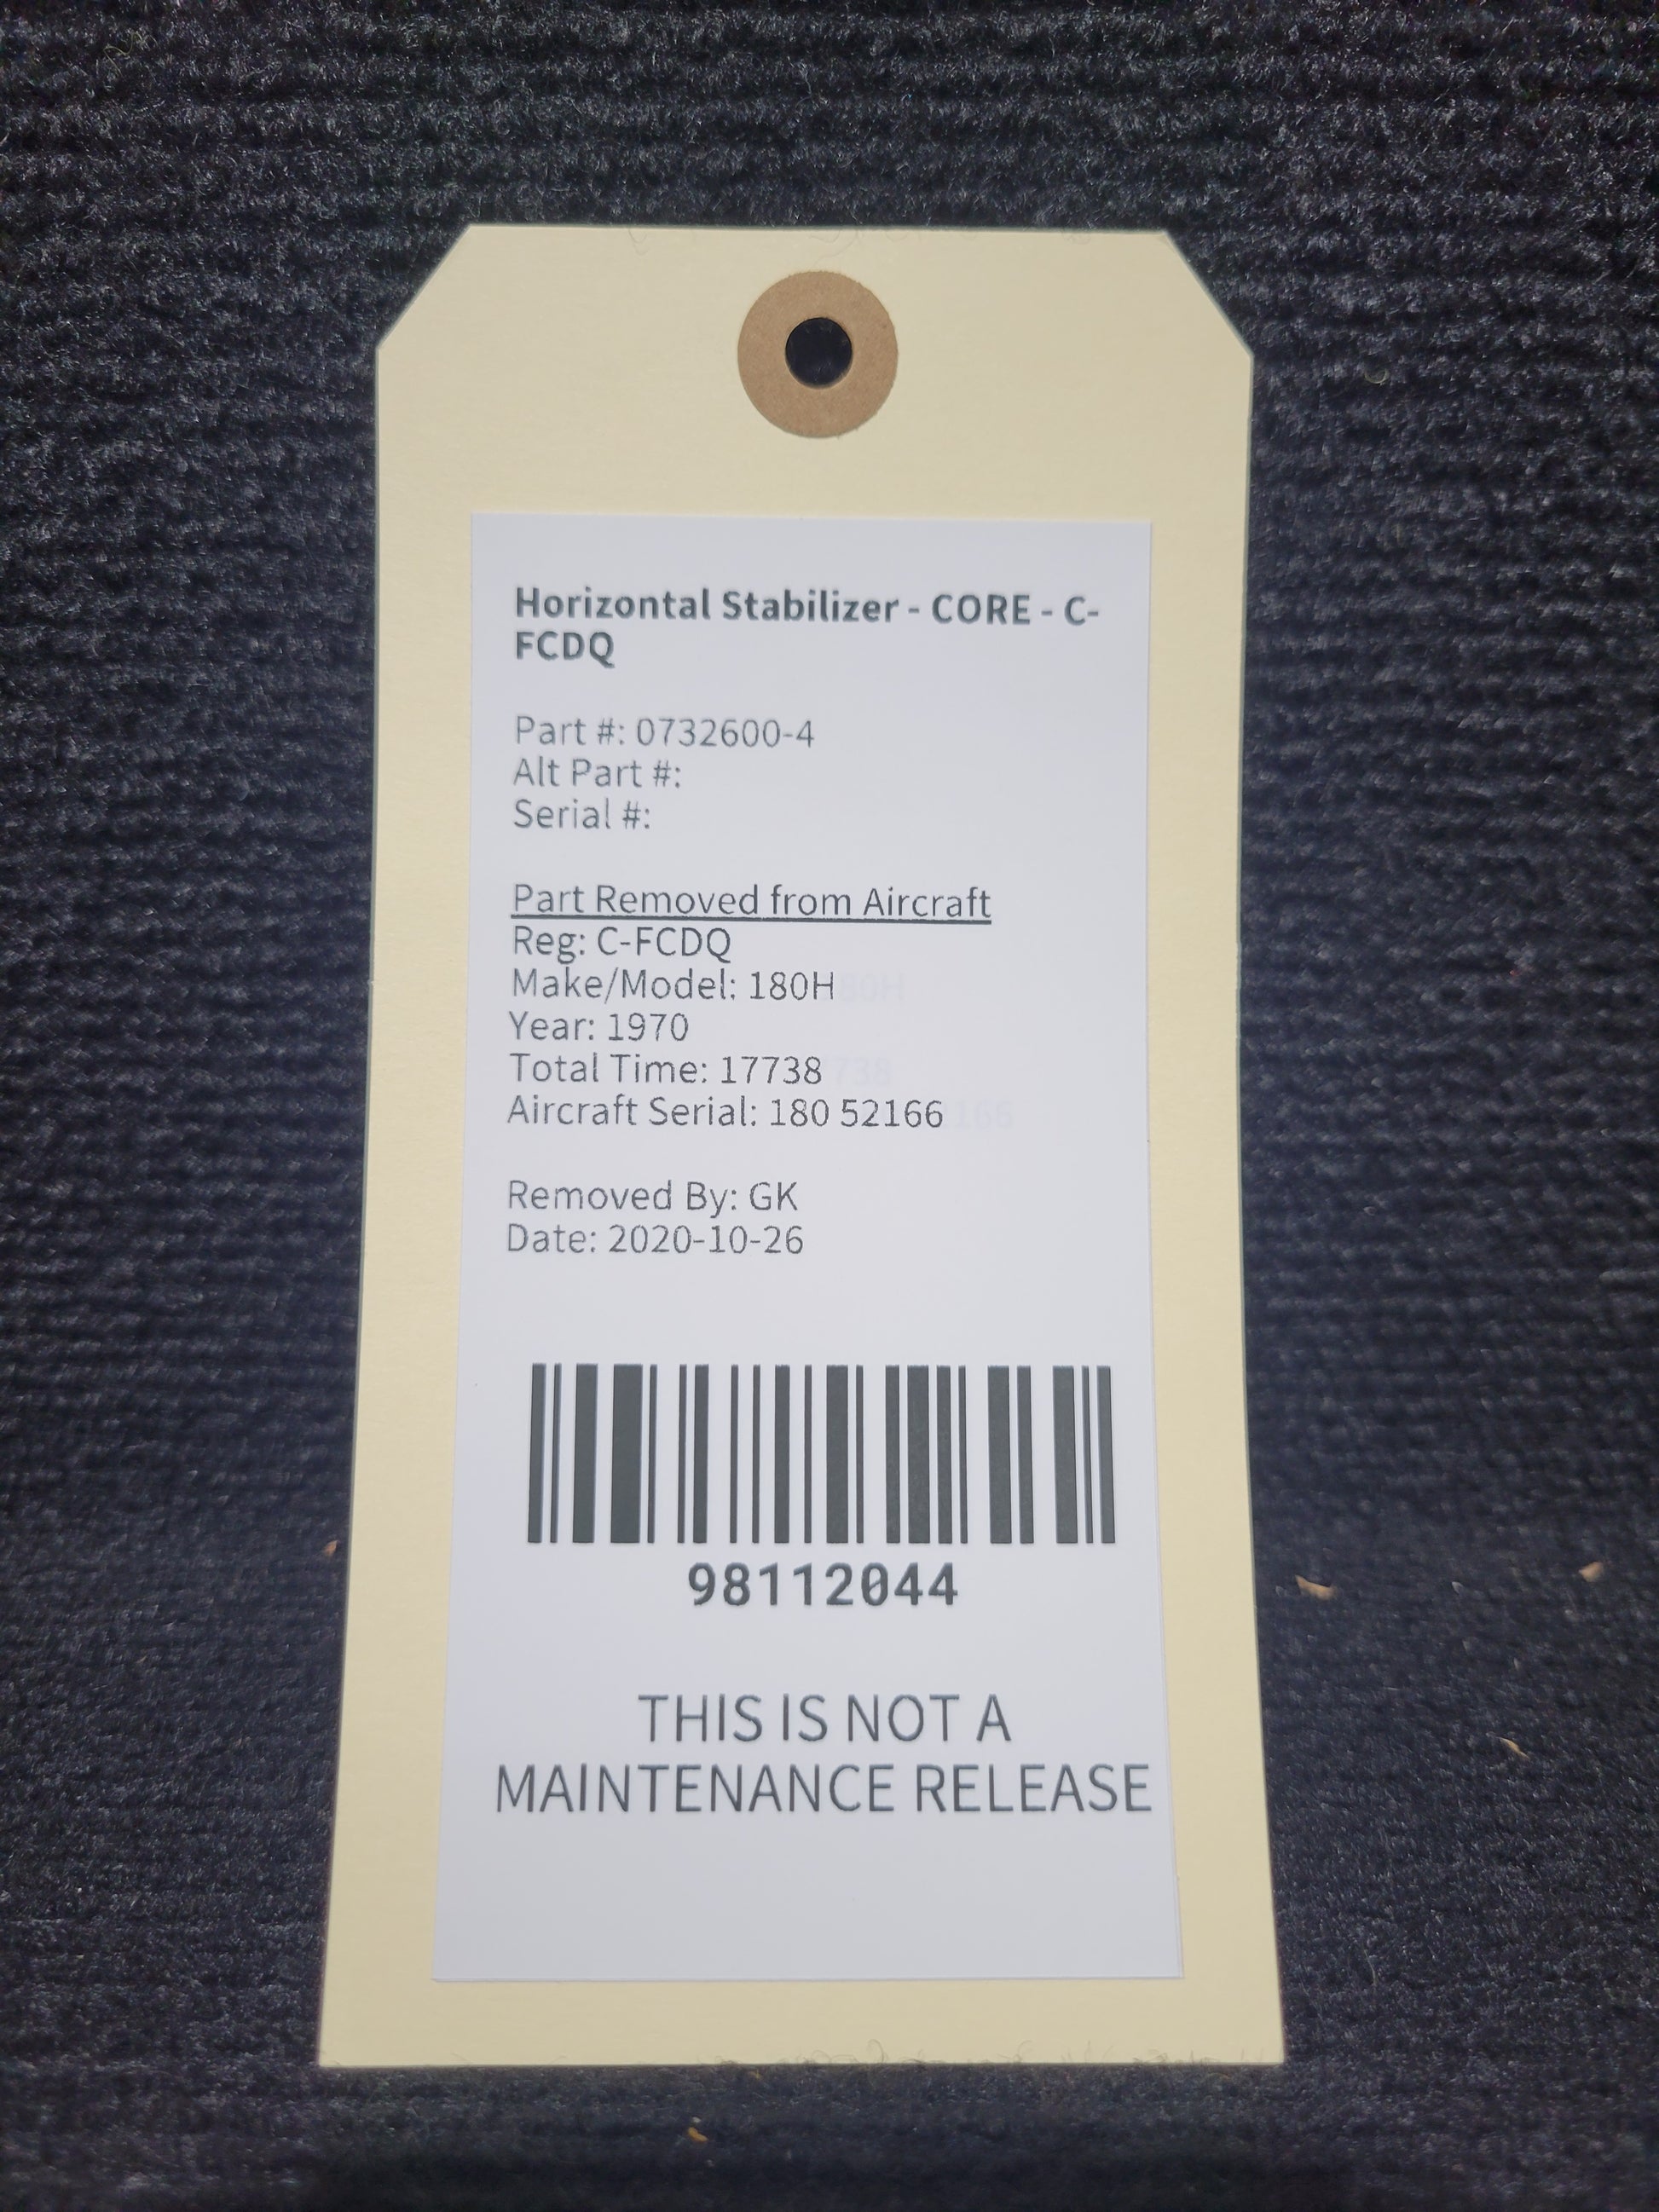 Horizontal Stabilizer - CORE - C-
FCDQ
Part #: 0732600-4
Alt Part #:
Serial #:
Part Removed from Aircraft
Reg: C-FCDQ
Make/Model: 180H
Year: 1970
Total Time: 17738
Aircraft Serial: 180 52166
Removed By: GK
Date: 2020-10-26
98112044
THIS IS NOT A
MAINTENANCE RELEASE